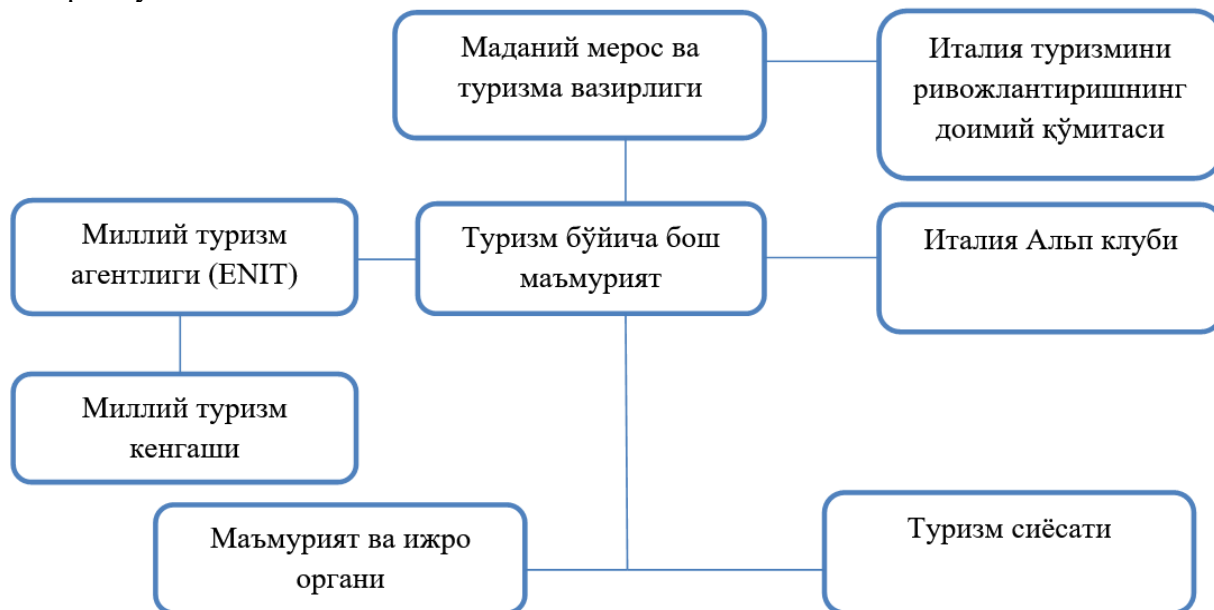 Маданий мерос ва
туризма вазирлиги
Италия туризмини
ривожлантиришнинг
доимий қўмитаси
Миллий туризм
агентлиги (ENIT)
Туризм бўйича бош
маъмурият
Италия Альп клуби
Миллий туризм
кенгаши
Маъмурият ва ижро
органи
Туризм сиёсати